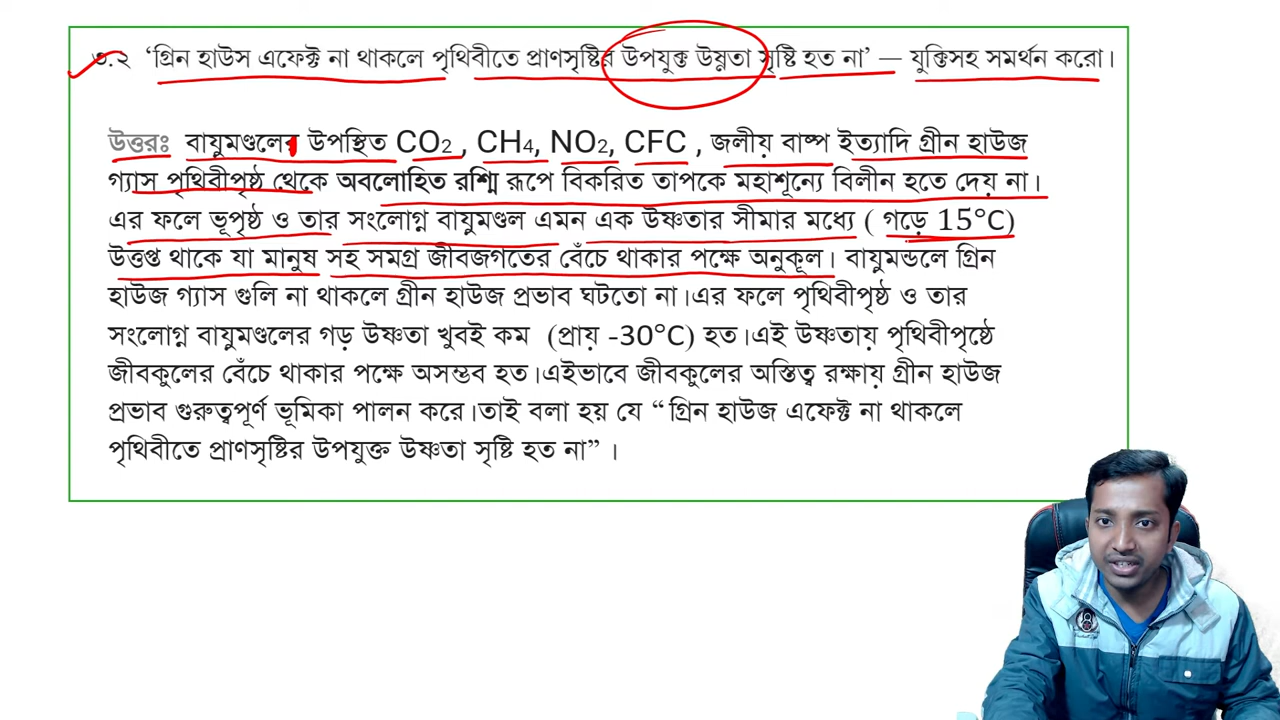 ৩.২ ‘গ্রিন হাউস এফেক্ট না থাকলে পৃথিবীতে প্রাণসৃষ্টির উপযুক্ত উষ্ণতা সৃষ্টি হত না’ — যুক্তিসহ সমর্থন করো।
উত্তরঃ বায়ুমণ্ডলের উপস্থিত CO₂ , CH₄, NO₂, CFC , জলীয় বাষ্প ইত্যাদি গ্রীন হাউজ
গ্যাস পৃথিবীপৃষ্ঠ থেকে অবলোহিত রশ্মি রূপে বিকরিত তাপকে মহাশূন্যে বিলীন হতে দেয় না।
এর ফলে ভূপৃষ্ঠ ও তার সংলোগ্ন বায়ুমণ্ডল এমন এক উষ্ণতার সীমার মধ্যে ( গড়ে 15°C)
উত্তপ্ত থাকে যা মানুষ সহ সমগ্র জীবজগতের বেঁচে থাকার পক্ষে অনুকূল। বায়ুমন্ডলে গ্রিন
হাউজ গ্যাস গুলি না থাকলে গ্রীন হাউজ প্রভাব ঘটতো না।এর ফলে পৃথিবীপৃষ্ঠ ও তার
সংলোগ্ন বায়ুমণ্ডলের গড় উষ্ণতা খুবই কম (প্রায় -30°C) হত।এই উষ্ণতায় পৃথিবীপৃষ্ঠে
জীবকুলের বেঁচে থাকার পক্ষে অসম্ভব হত।এইভাবে জীবকুলের অস্তিত্ব রক্ষায় গ্রীন হাউজ
প্রভাব গুরুত্বপূর্ণ ভূমিকা পালন করে।তাই বলা হয় যে “ গ্রিন হাউজ এফেক্ট না থাকলে
পৃথিবীতে প্রাণসৃষ্টির উপযুক্ত উষ্ণতা সৃষ্টি হত না” ।